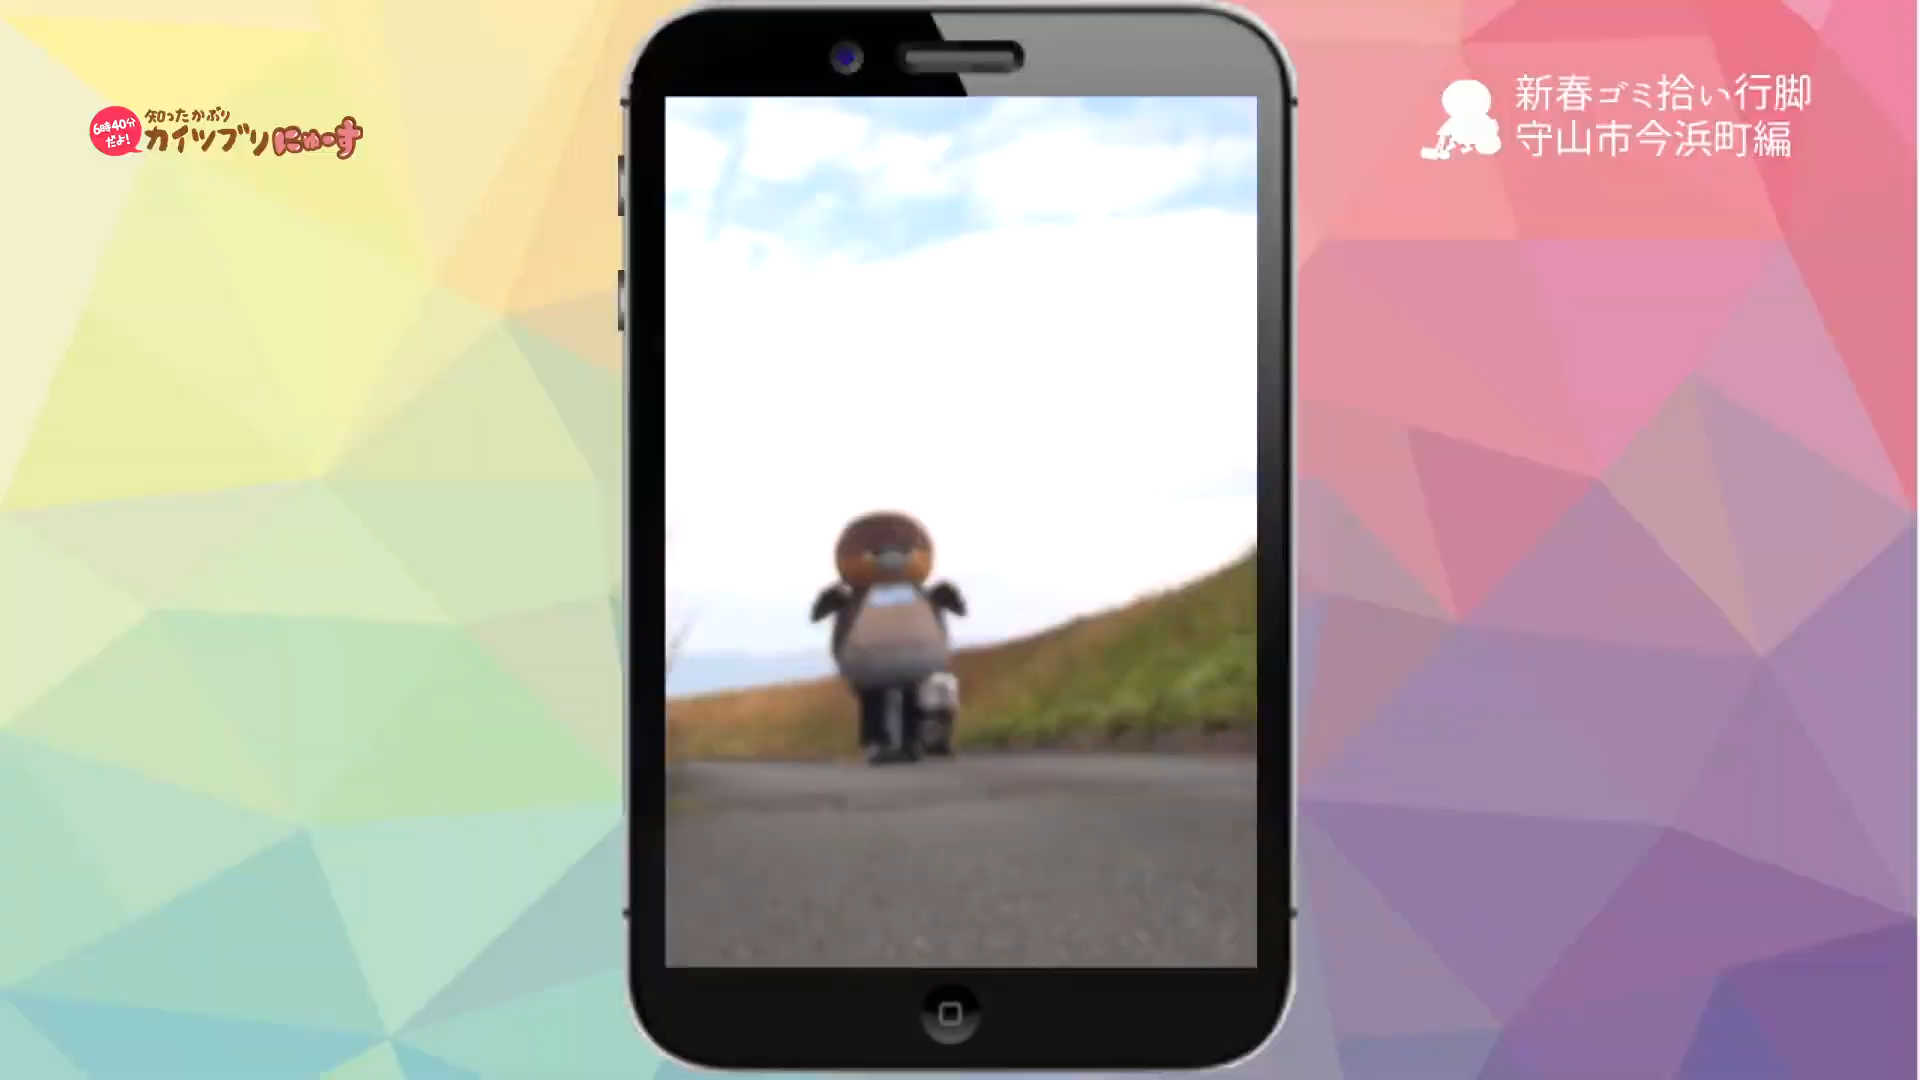 6時40分
だよ!
知ったかぶり
カイツブリにゅーす
新春ゴミ拾い行脚
守山市今浜町編